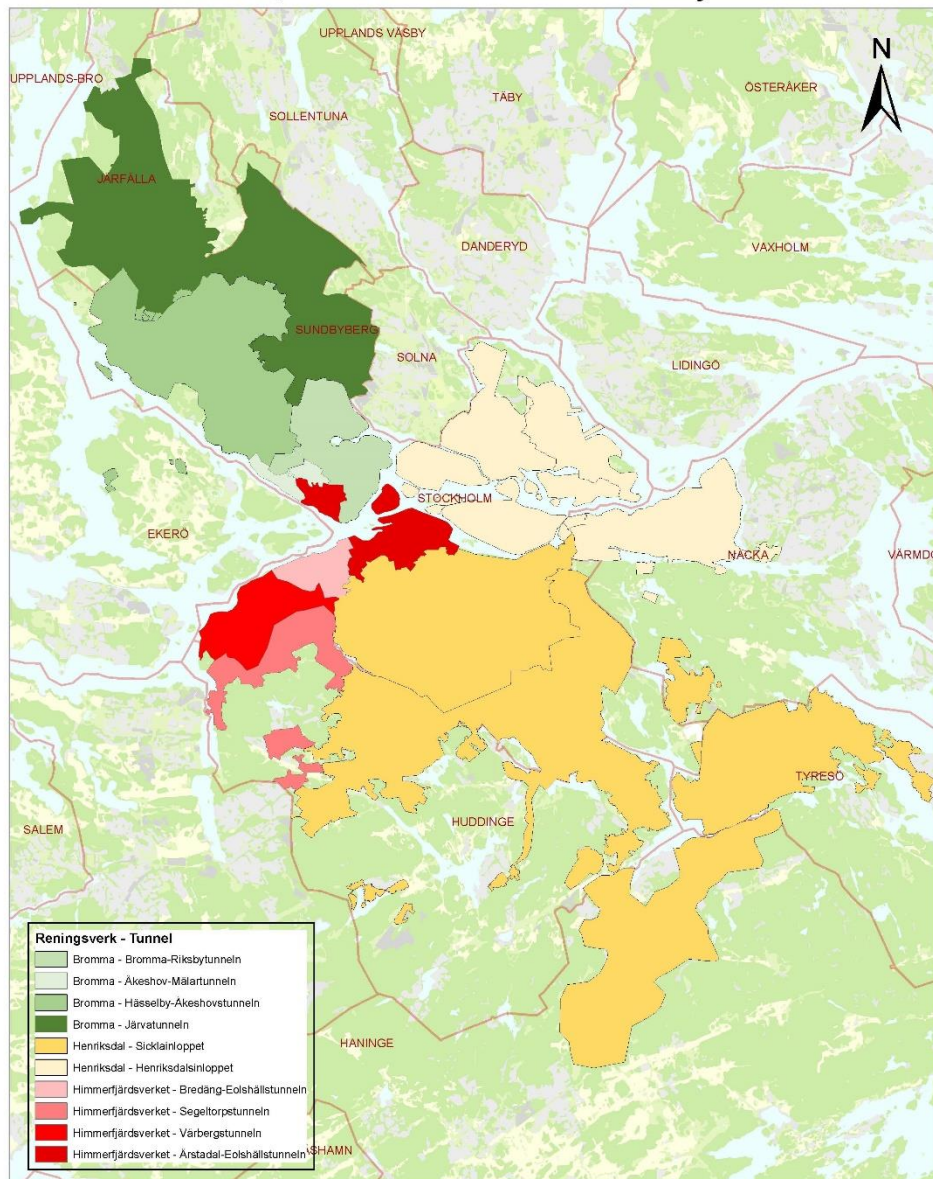 UPPLANDS VÄSBY
N
UPPLANDS-BRO
TÄBY
ÖSTERÅKER
SOLLENTUNA
JÄRFÄLLA
DANDERYD
VAXHOLM
SUNDBYBERG
SOLNA
LIDINGÖ
STOCKHOLM
EKERÖ
NACKA
VÄRMDÖ
TYRESÖ
SALEM
HUDDINGE
Reningsverk - Tunnel
Bromma - Bromma-Riksbytunneln
Bromma - Åkeshov-Mälartunneln
Bromma - Hässelby-Åkeshovstunneln
Bromma - Järvatunneln
Henriksdal - Sicklainloppet
Henriksdal - Henriksdalsinloppet
Himmerfjärdsverket - Bredäng-Eolshällstunneln
Himmerfjärdsverket - Segeltorpstunneln
Himmerfjärdsverket - Vårbergstunneln
Himmerfjärdsverket - Årstadal-Eolshällstunneln
HANINGE
SHAMN